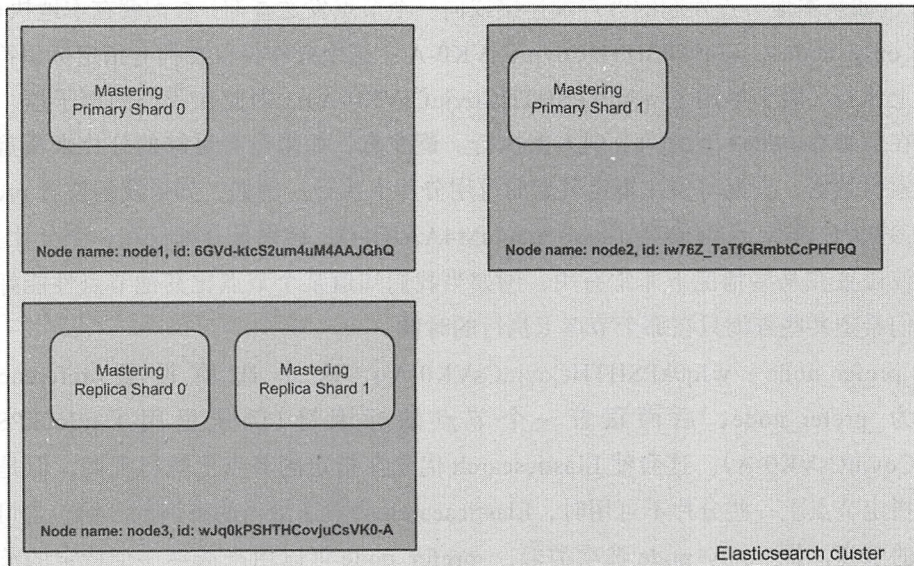 Mastering
Primary Shard 0
Mastering
Primary Shard 1
Node name: node1, id: 6GVd-ktcS2um4uM4AAJQhQ
Node name: node2, id: iw76Z_TaTfGRmbtCcPHF0Q
Mastering
Replica Shard 0
Mastering
Replica Shard 1
Node name: node3, id: wJq0kPSHTHCovjuCsVK0-A
Elasticsearch cluster